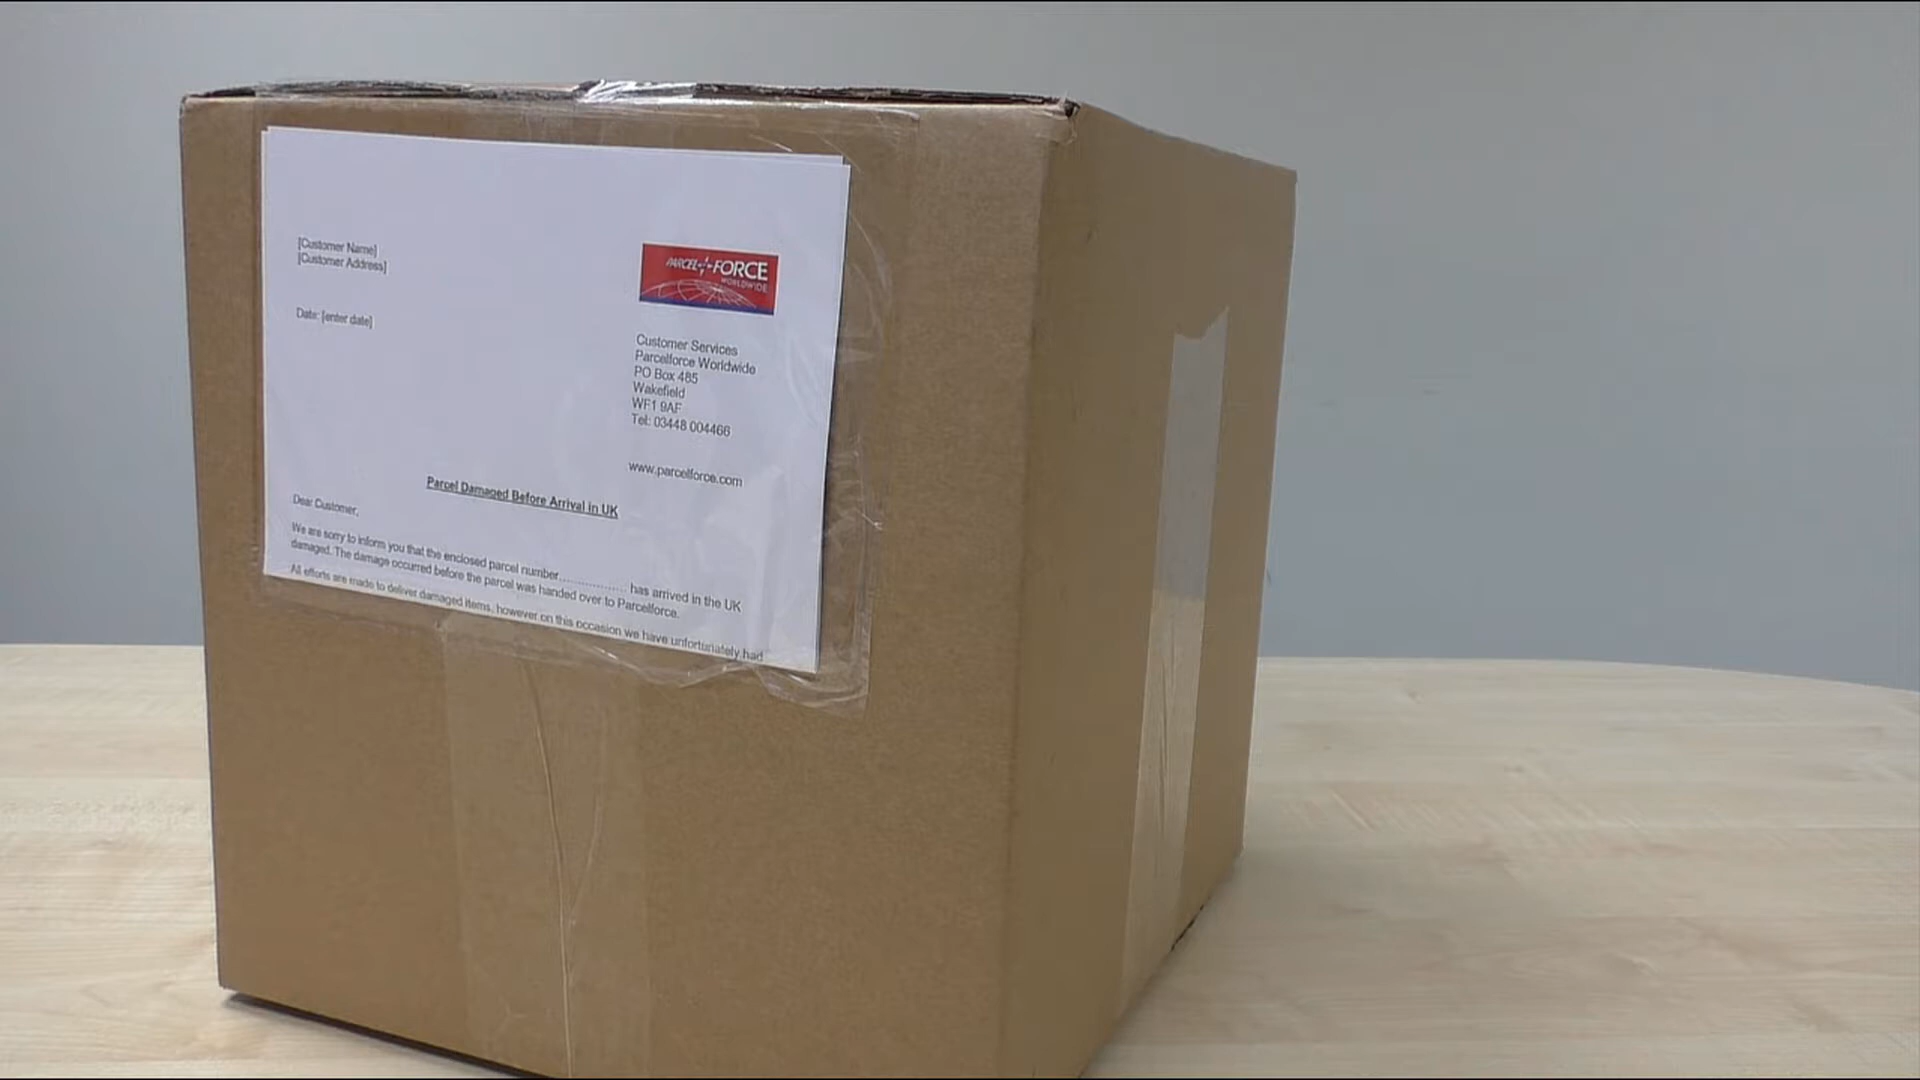 [Customer Name]
[Customer Address]
Date: [enter date]
PARCEL FORCE
WORLDWIDE
Customer Services
Parcelforce Worldwide
PO Box 485
Wakefield
WF1 9AF
Tel: 03448 004466
www.parcelforce.com
Parcel Damaged Before Arrival in UK
Dear Customer,
We are sorry to inform you that the enclosed parcel number................ has arrived in the UK
damaged. The damage occurred before the parcel was handed over to Parcelforce.
All efforts are made to deliver damaged items, however on this occasion we have unfortunately had